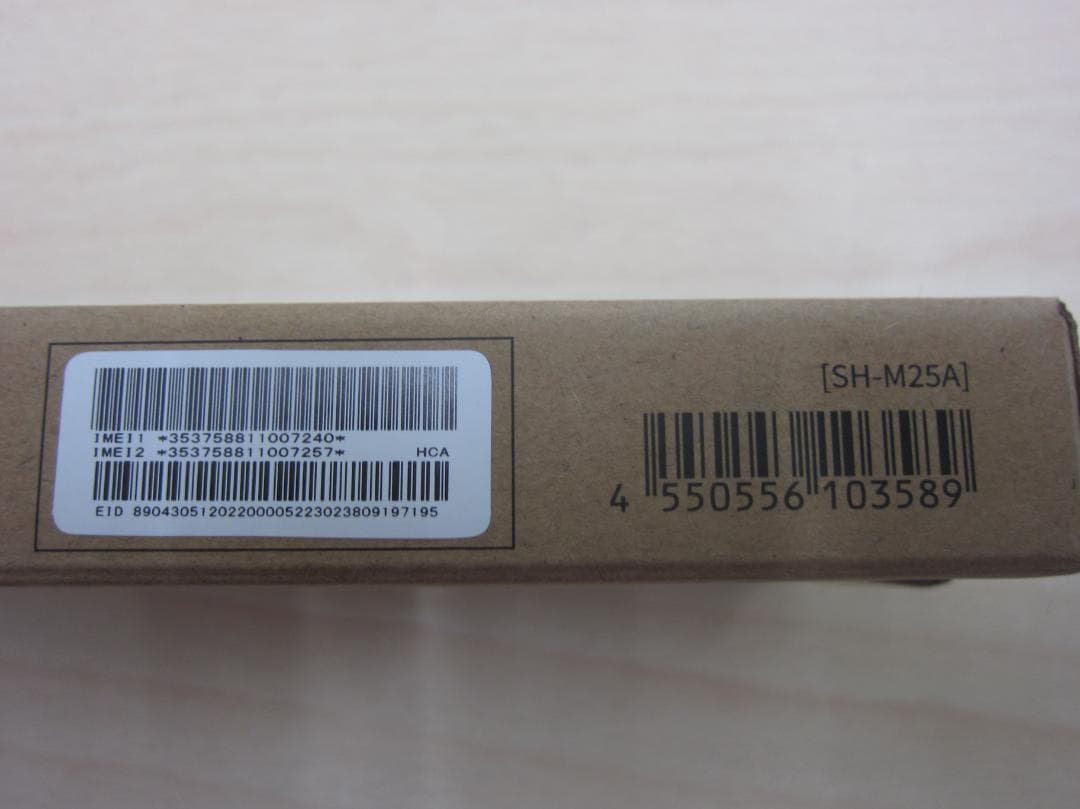 IMEI1 *353758811007240*
IMEI2 *353758811007257* HCA
EID 89043051202200005223023809197195
[SH-M25A]
4 550556 103589